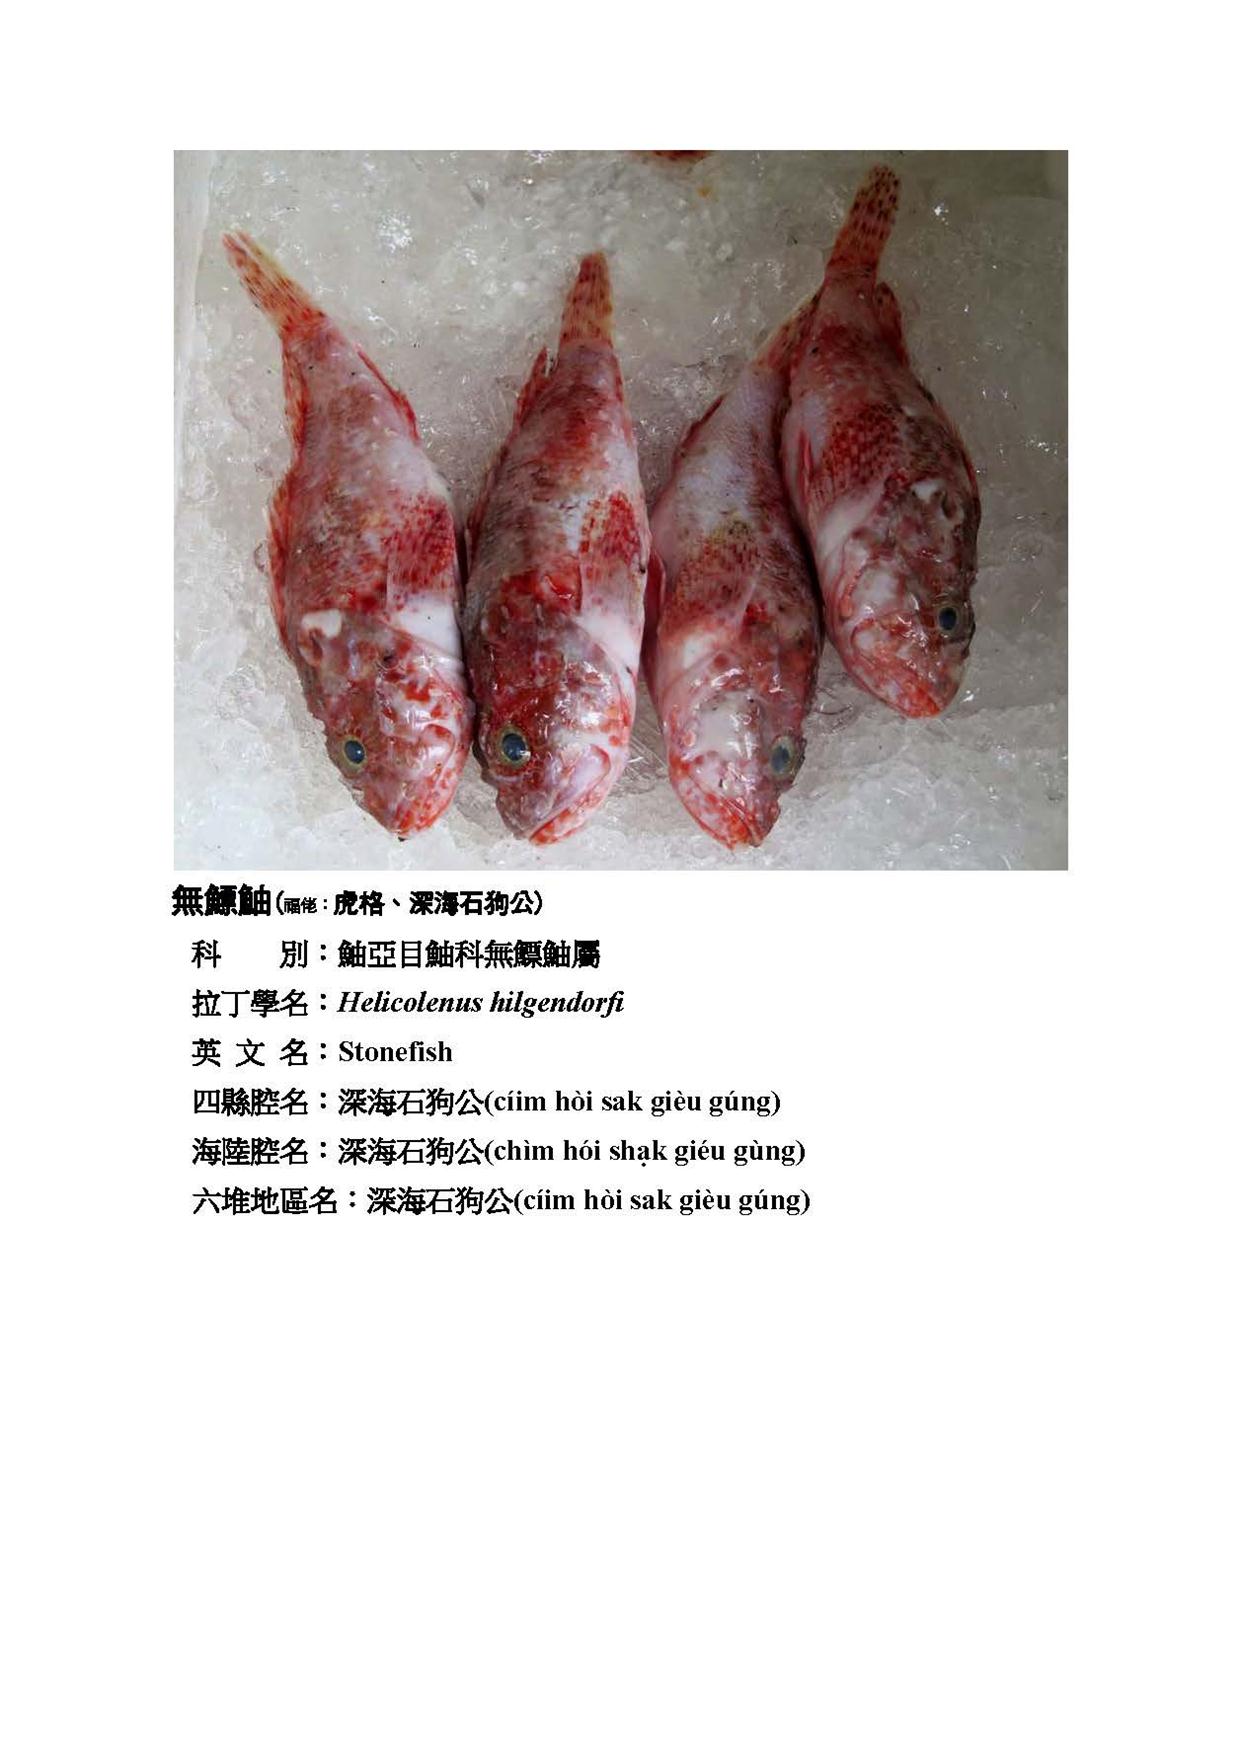 無鰾鮋(福佬：虎格、深海石狗公)
科　　別：鮋亞目鮋科無鰾鮋屬
拉丁學名：Helicolenus hilgendorfi
英 文 名：Stonefish
四縣腔名：深海石狗公(cíim hòi sak gièu gúng)
海陸腔名：深海石狗公(chìm hói shạk giéu gùng)
六堆地區名：深海石狗公(cíim hòi sak gièu gúng)